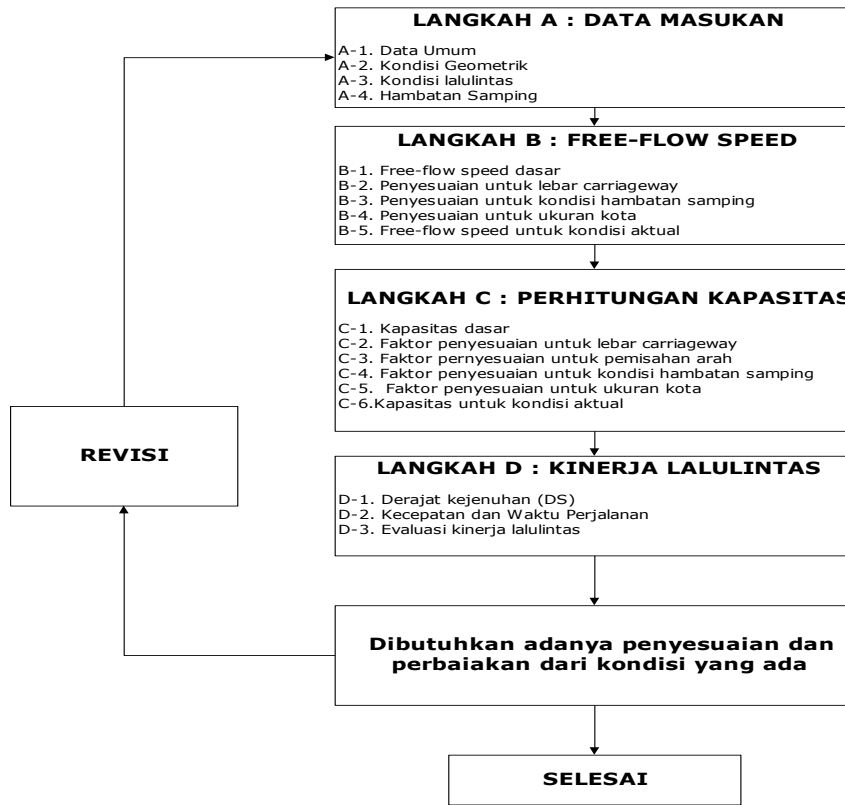 LANGKAH A : DATA MASUKAN
A-1. Data Umum
A-2. Kondisi Geometrik
A-3. Kondisi lalulintas
A-4. Hambatan Samping
LANGKAH B : FREE-FLOW SPEED
B-1. Free-flow speed dasar
B-2. Penyesuaian untuk lebar carriageway
B-3. Penyesuaian untuk kondisi hambatan samping
B-4. Penyesuaian untuk ukuran kota
B-5. Free-flow speed untuk kondisi aktual
LANGKAH C : PERHITUNGAN KAPASITAS
C-1. Kapasitas dasar
C-2. Faktor penyesuaian untuk lebar carriageway
C-3. Faktor pernyesuaian untuk pemisahan arah
C-4. Faktor penyesuaian untuk kondisi hambatan samping
C-5.  Faktor penyesuaian untuk ukuran kota
C-6.Kapasitas untuk kondisi aktual
REVISI
LANGKAH D : KINERJA LALULINTAS
D-1. Derajat kejenuhan (DS)
D-2. Kecepatan dan Waktu Perjalanan
D-3. Evaluasi kinerja lalulintas
Dibutuhkan adanya penyesuaian dan
perbaiakan dari kondisi yang ada
SELESAI